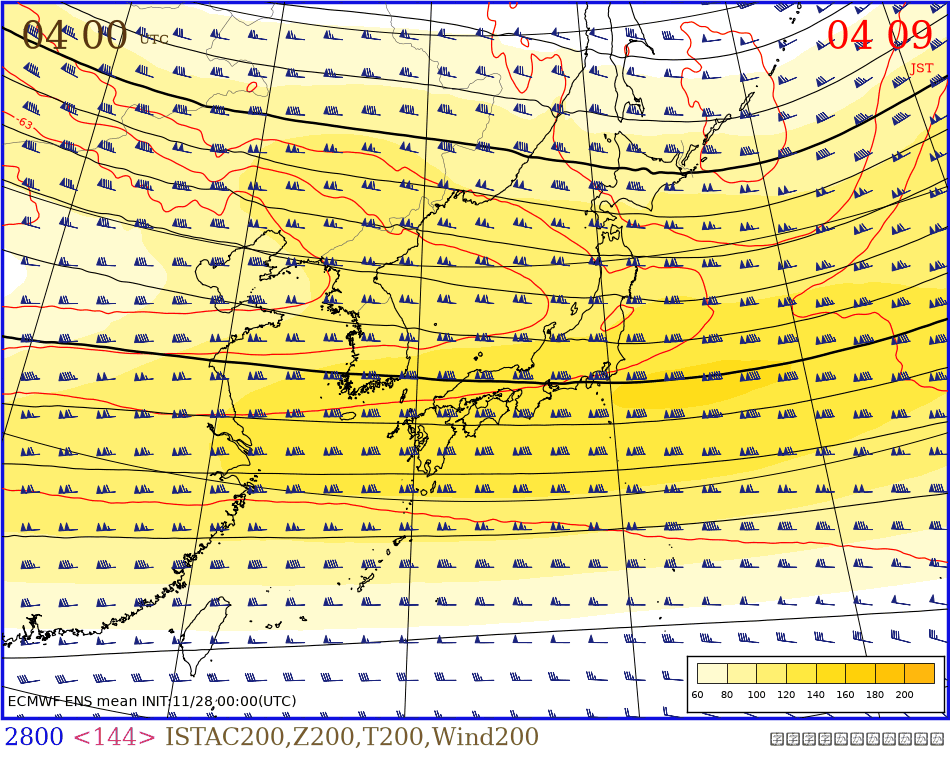 04 00 UTC
04 09
JST
-63
ECMWF ENS mean INIT:11/28 00:00(UTC)
60 80 100 120 140 160 180 200
2800 <144> ISTAC200,Z200,T200,Wind200